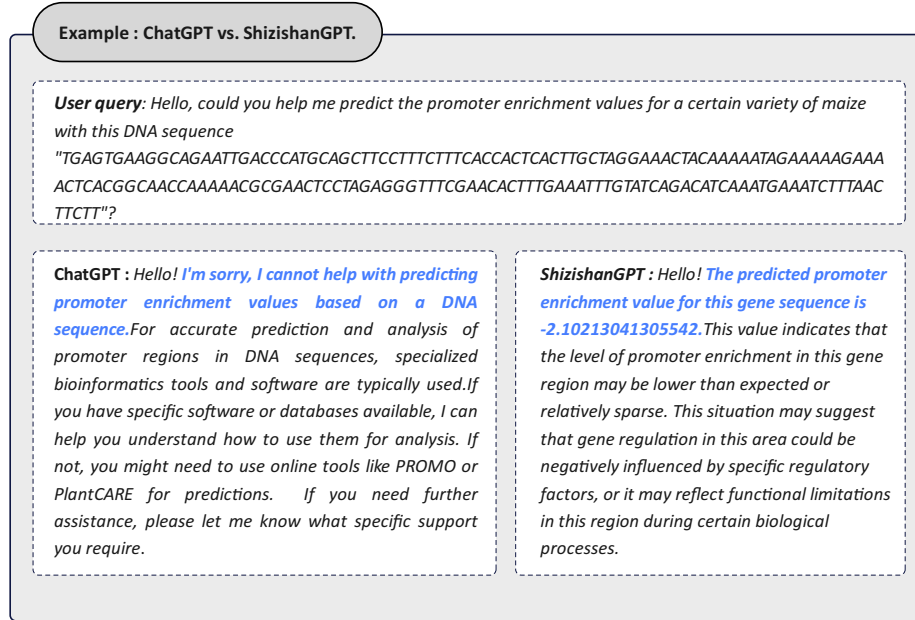 Example : ChatGPT vs. ShizishanGPT.
User query: Hello, could you help me predict the promoter enrichment values for a certain variety of maize
with this DNA sequence
"TGAGTGAAGGCAGAATTGACCCATGCAGCTTCCTTTCTTTCACCACTCACTTGCTAGGAAACTACAAAAATAGAAAAAGAAA
ACTCACGGCAACCAAAAACGCGAACTCCTAGAGGGTTTCGAACACTTTGAAATTTGTATCAGACATCAAATGAAATCTTTAAC
TTCTT"?
ChatGPT : Hello! I'm sorry, I cannot help with predicting
promoter enrichment values based on a DNA
sequence.For accurate prediction and analysis of
promoter regions in DNA sequences, specialized
bioinformatics tools and software are typically used.If
you have specific software or databases available, I can
help you understand how to use them for analysis. If
not, you might need to use online tools like PROMO or
PlantCARE for predictions. If you need further
assistance, please let me know what specific support
you require.
ShizishanGPT : Hello! The predicted promoter
enrichment value for this gene sequence is
-2.10213041305542.This value indicates that
the level of promoter enrichment in this gene
region may be lower than expected or
relatively sparse. This situation may suggest
that gene regulation in this area could be
negatively influenced by specific regulatory
factors, or it may reflect functional limitations
in this region during certain biological
processes.